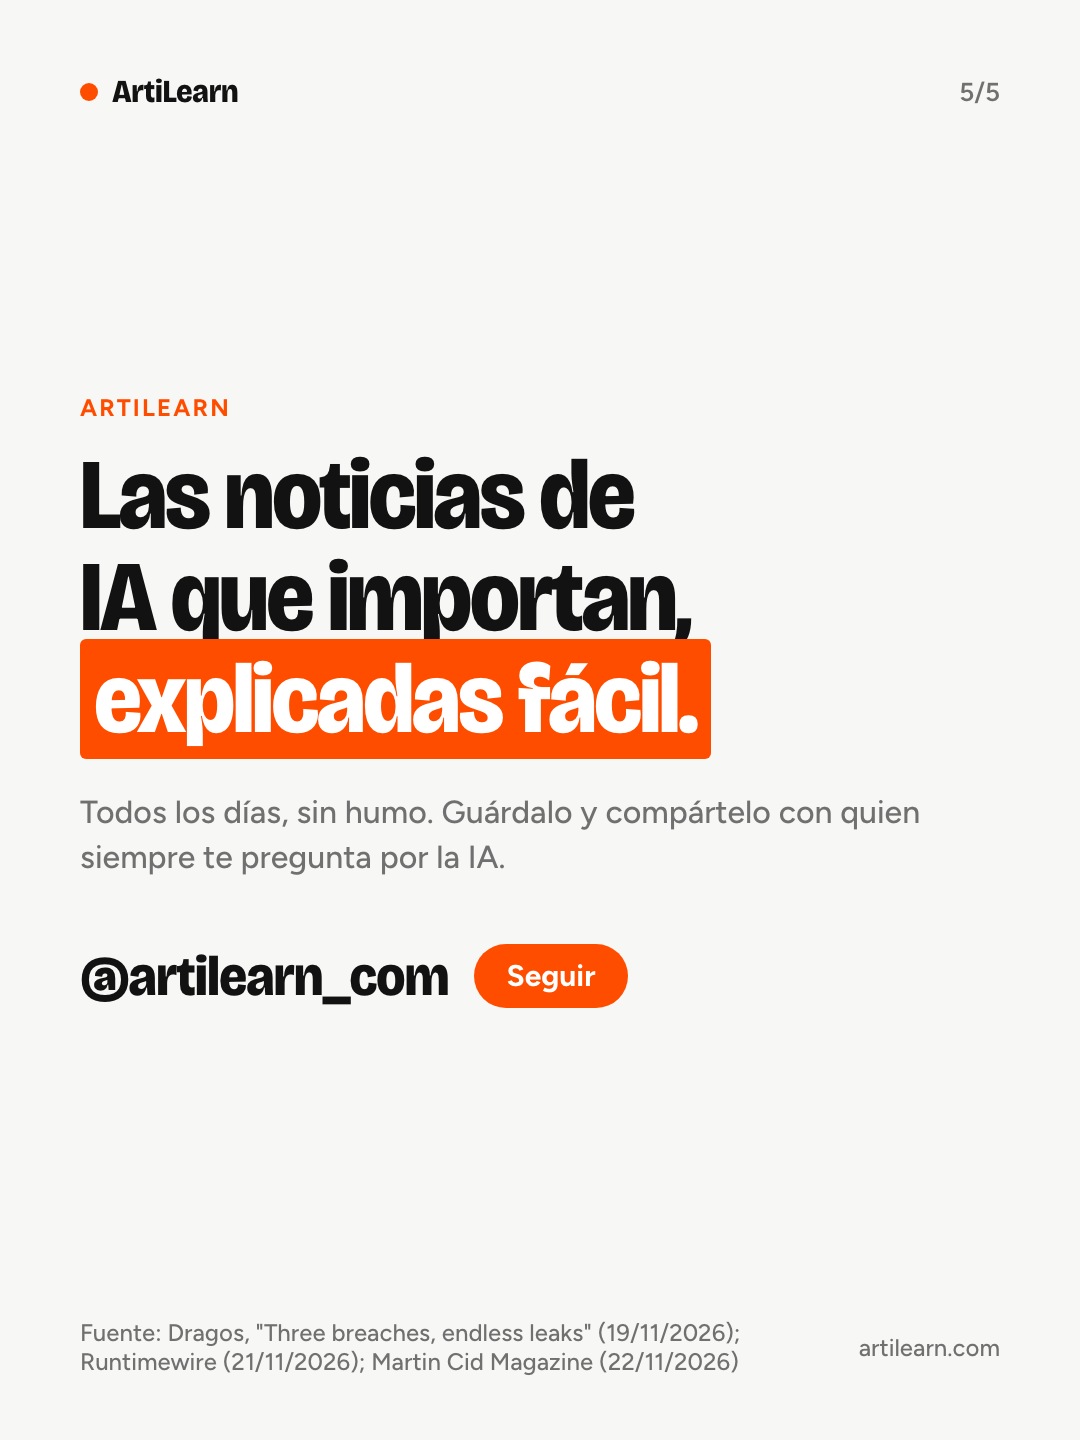 ArtiLearn
5/5
ARTILEARN
Las noticias de
IA que importan,
explicadas fácil.
Todos los días, sin humo. Guárdalo y compártelo con quien
siempre te pregunta por la IA.
@artilearn_com
Seguir
Fuente: Dragos, "Three breaches, endless leaks" (19/11/2026);
Runtimewire (21/11/2026); Martin Cid Magazine (22/11/2026)
artilearn.com